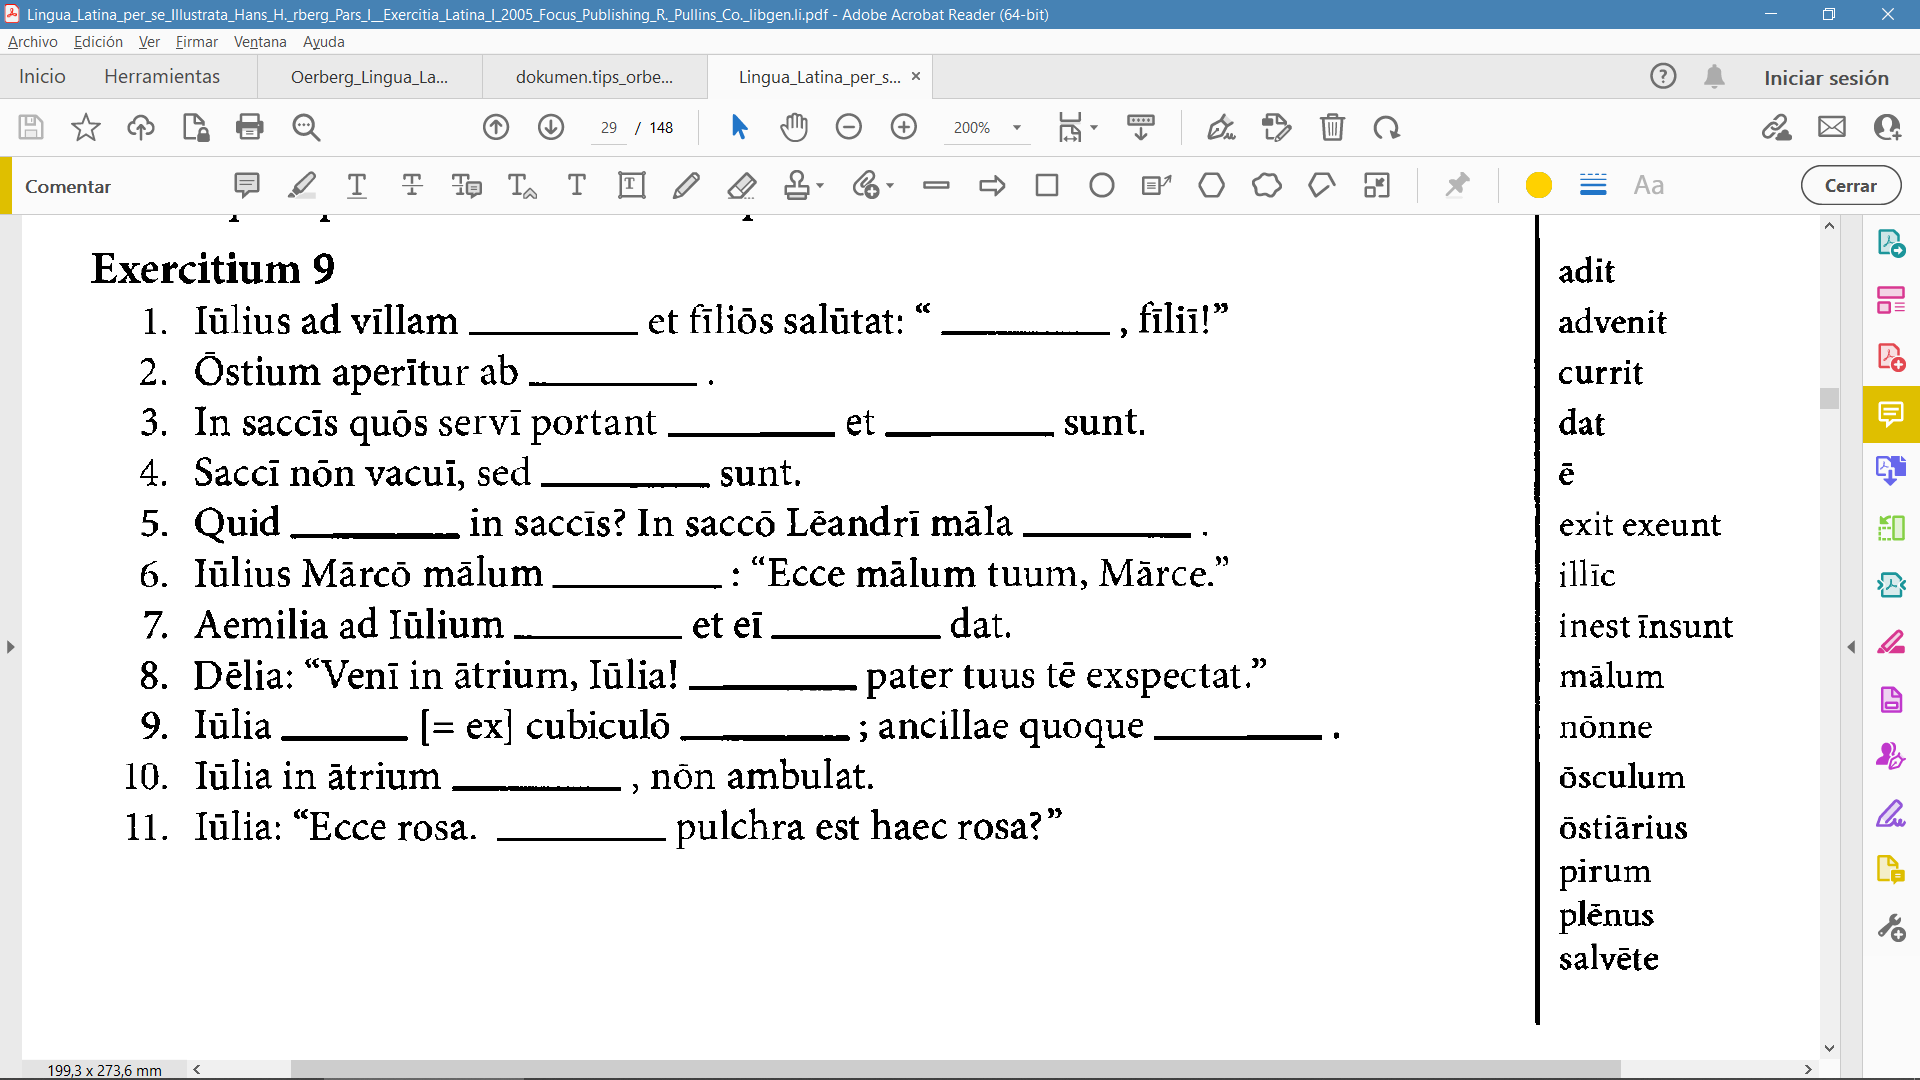 Lingua_Latina_per_se_Illustrata_Hans_H._rberg_Pars_I__Exercitia_Latina_I_2005_Focus_Publishing_R._Pullins_Co._libgen.li.pdf - Adobe Acrobat Reader (64-bit)
Archivo Edición Ver Firmar Ventana Ayuda
Inicio Herramientas Oerberg_Lingua_La... dokumen.tips_orbe... Lingua_Latina_per_s... × Iniciar sesión
29 / 148 200%
Comentar Aa Cerrar
Exercitium 9
1. Iūlius ad vīllam ________ et fīliōs salūtat: “ ________ , fīliī!”
2. Ōstium aperītur ab ________ .
3. In saccīs quōs servī portant ________ et ________ sunt.
4. Saccī nōn vacuī, sed ________ sunt.
5. Quid ________ in saccīs? In saccō Lēandrī māla ________ .
6. Iūlius Mārcō mālum ________ : “Ecce mālum tuum, Mārce.”
7. Aemilia ad Iūlium ________ et eī ________ dat.
8. Dēlia: “Venī in ātrium, Iūlia! ________ pater tuus tē exspectat.”
9. Iūlia ______ [= ex] cubiculō ________ ; ancillae quoque ________ .
10. Iūlia in ātrium ________ , nōn ambulat.
11. Iūlia: “Ecce rosa. ________ pulchra est haec rosa?”
adit
advenit
currit
dat
ē
exit exeunt
illīc
inest īnsunt
mālum
nōnne
ōsculum
ōstiārius
pirum
plēnus
salvēte
199,3 x 273,6 mm